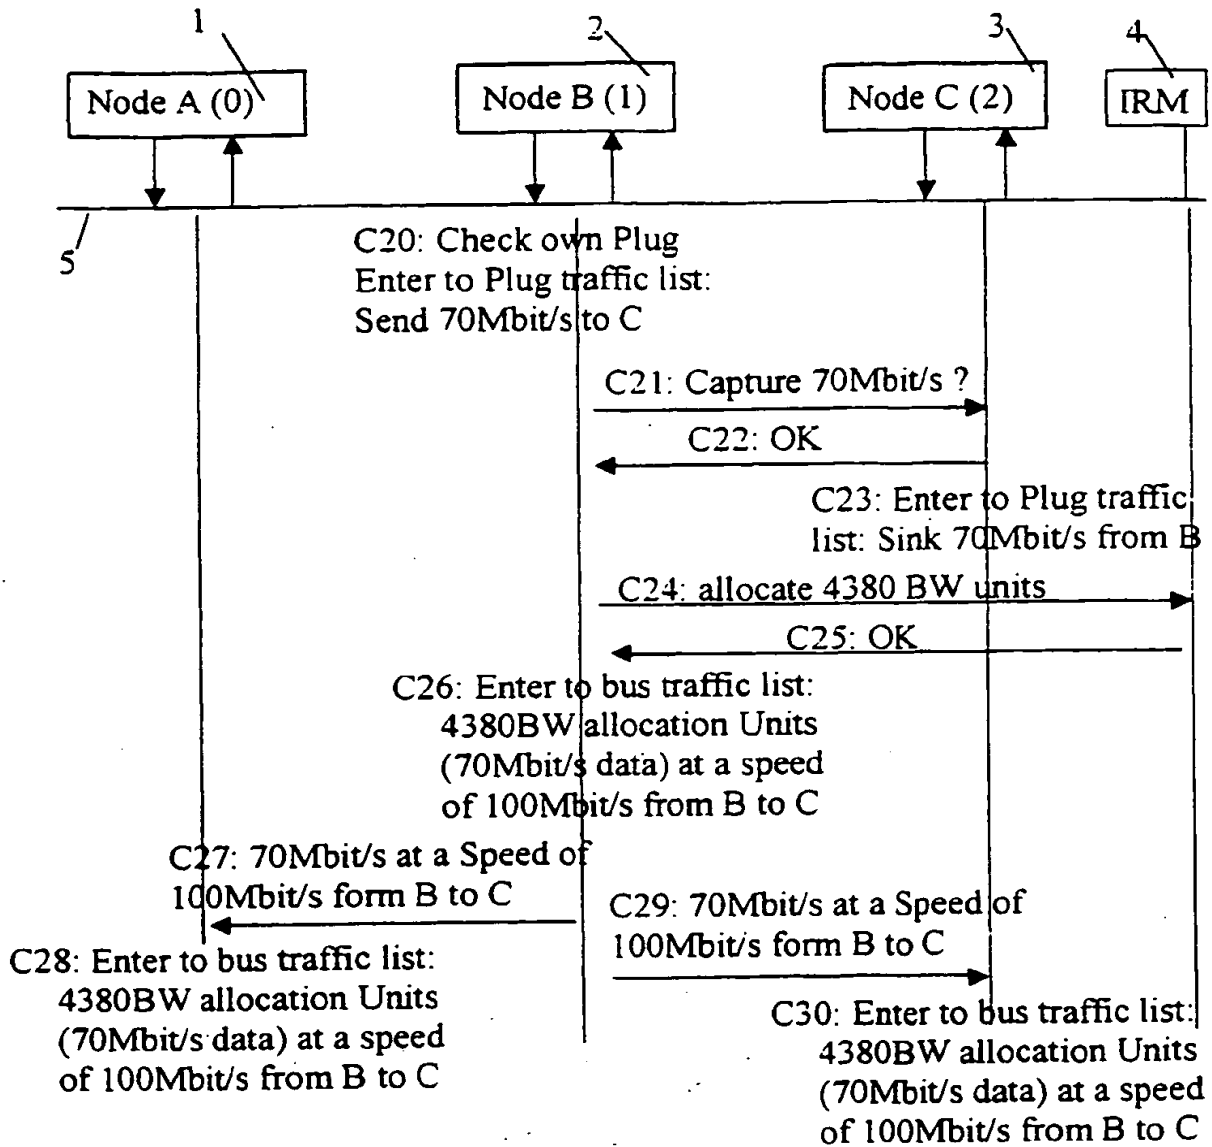 1
2
3
4
Node A (0)
Node B (1)
Node C (2)
IRM
5
C20: Check own Plug
Enter to Plug traffic list:
Send 70Mbit/s to C
C21: Capture 70Mbit/s ?
C22: OK
C23: Enter to Plug traffic
list: Sink 70Mbit/s from B
C24: allocate 4380 BW units
C25: OK
C26: Enter to bus traffic list:
4380BW allocation Units
(70Mbit/s data) at a speed
of 100Mbit/s from B to C
C27: 70Mbit/s at a Speed of
100Mbit/s form B to C
C29: 70Mbit/s at a Speed of
100Mbit/s form B to C
C28: Enter to bus traffic list:
4380BW allocation Units
(70Mbit/s data) at a speed
of 100Mbit/s from B to C
C30: Enter to bus traffic list:
4380BW allocation Units
(70Mbit/s data) at a speed
of 100Mbit/s from B to C